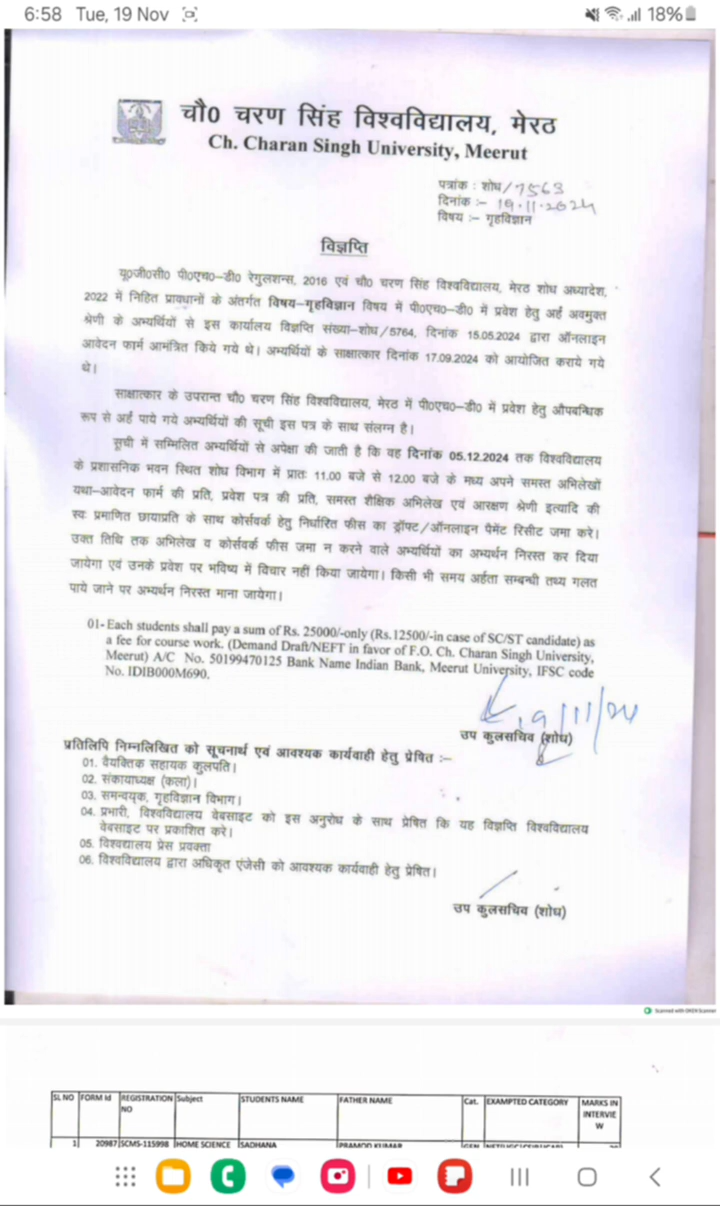 6:58 Tue, 19 Nov 18%
चौ0 चरण सिंह विश्वविद्यालय, मेरठ
Ch. Charan Singh University, Meerut
पत्रांक : शोध/7563
दिनांक :- 19.11.2024
विषय :- गृहविज्ञान
विज्ञप्ति
यू0जी0सी0 पी0एच0-डी0 रेगुलशन्स, 2016 एवं चौ0 चरण सिंह विश्वविद्यालय, मेरठ शोध अध्यादेश,
2022 में निहित प्रावधानों के अंतर्गत विषय-गृहविज्ञान विषय में पी0एच0-डी0 में प्रवेश हेतु अर्ह अवमुक्त
श्रेणी के अभ्यर्थियों से इस कार्यालय विज्ञप्ति संख्या-शोध/5764, दिनांक 15.05.2024 द्वारा ऑनलाइन
आवेदन फार्म आमंत्रित किये गये थे। अभ्यर्थियों के साक्षात्कार दिनांक 17.09.2024 को आयोजित कराये गये
थे।
साक्षात्कार के उपरान्त चौ0 चरण सिंह विश्वविद्यालय, मेरठ में पी0एच0-डी0 में प्रवेश हेतु औपबन्धिक
रूप से अर्ह पाये गये अभ्यर्थियों की सूची इस पत्र के साथ संलग्न है।
सूची में सम्मिलित अभ्यर्थियों से अपेक्षा की जाती है कि वह दिनांक 05.12.2024 तक विश्वविद्यालय
के प्रशासनिक भवन स्थित शोध विभाग में प्रातः 11.00 बजे से 12.00 बजे के मध्य अपने समस्त अभिलेखों
यथा-आवेदन फार्म की प्रति, प्रवेश पत्र की प्रति, समस्त शैक्षिक अभिलेख एवं आरक्षण श्रेणी इत्यादि की
स्वः प्रमाणित छायाप्रति के साथ कोर्सवर्क हेतु निर्धारित फीस का ड्रॉफ्ट/ऑनलाइन पैमेंट रिसीट जमा करे।
उक्त तिथि तक अभिलेख व कोर्सवर्क फीस जमा न करने वाले अभ्यर्थियों का अभ्यर्थन निरस्त कर दिया
जायेगा एवं उनके प्रवेश पर भविष्य में विचार नहीं किया जायेगा। किसी भी समय अर्हता सम्बन्धी तथ्य गलत
पाये जाने पर अभ्यर्थन निरस्त माना जायेगा।
01- Each students shall pay a sum of Rs. 25000/-only (Rs.12500/-in case of SC/ST candidate) as
a fee for course work. (Demand Draft/NEFT in favor of F.O. Ch. Charan Singh University,
Meerut) A/C No. 50199470125 Bank Name Indian Bank, Meerut University, IFSC code
No. IDIB000M690.
19/11/24
उप कुलसचिव (शोध)
प्रतिलिपि निम्नलिखित को सूचनार्थ एवं आवश्यक कार्यवाही हेतु प्रेषित :-
01. वैयक्तिक सहायक कुलपति।
02. संकायाध्यक्ष (कला)।
03. समन्वयक, गृहविज्ञान विभाग।
04. प्रभारी, विश्वविद्यालय वेबसाइट को इस अनुरोध के साथ प्रेषित कि यह विज्ञप्ति विश्वविद्यालय
वेबसाइट पर प्रकाशित करे।
05. विश्वद्यालय प्रेस प्रवक्ता
06. विश्वविद्यालय द्वारा अधिकृत एंजेसी को आवश्यक कार्यवाही हेतु प्रेषित।
उप कुलसचिव (शोध)
Scanned with OKEN Scanner
SL NO FORM Id REGISTRATION NO Subject STUDENTS NAME FATHER NAME Cat. EXAMPTED CATEGORY MARKS IN INTERVIEW
1 20987 SCMS-115998 HOME SCIENCE SADHANA PRAMOD KUMAR GEN